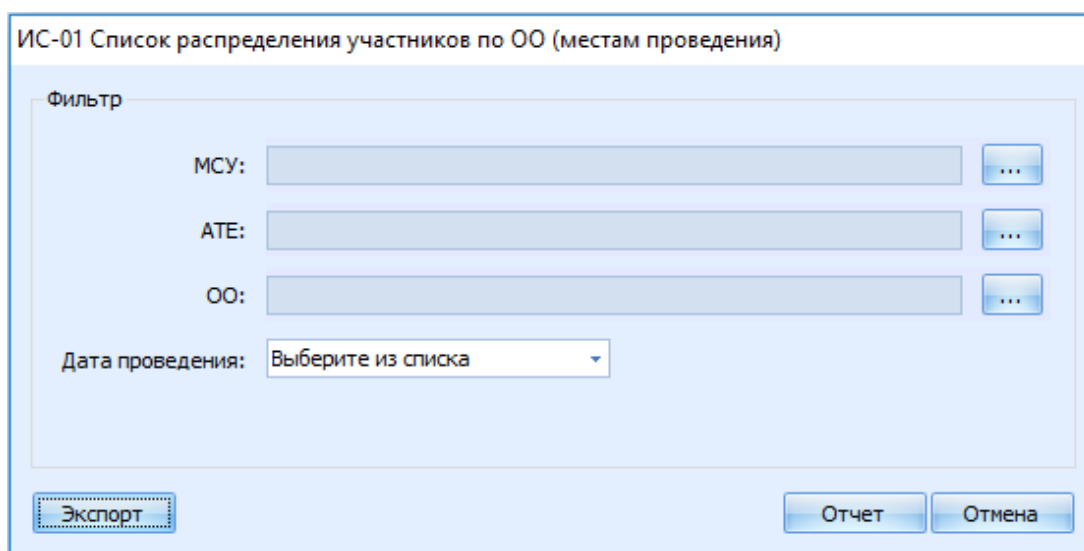 ИС-01 Список распределения участников по ОО (местам проведения)
Фильтр
МСУ: ...
АТЕ: ...
ОО: ...
Дата проведения: Выберите из списка
Экспорт Отчет Отмена